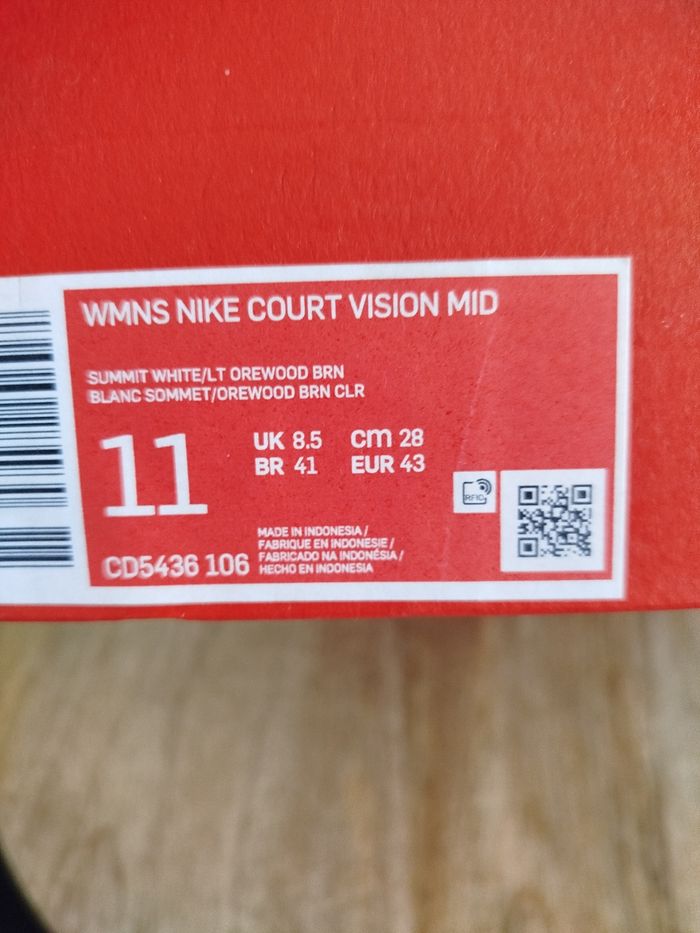 WMNS NIKE COURT VISION MID
SUMMIT WHITE/LT OREWOOD BRN
BLANC SOMMET/OREWOOD BRN CLR
11
UK 8.5 cm 28
BR 41 EUR 43
RFID
CD5436 106
MADE IN INDONESIA/
FABRIQUE EN INDONESIE/
FABRICADO NA INDONÉSIA/
HECHO EN INDONESIA